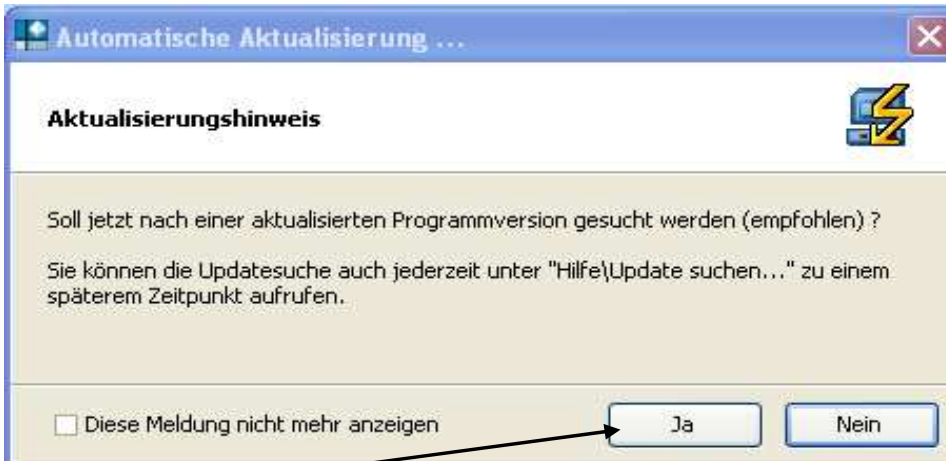 Automatische Aktualisierung ...
Aktualisierungshinweis
Soll jetzt nach einer aktualisierten Programmversion gesucht werden (empfohlen) ?
Sie können die Updatesuche auch jederzeit unter "Hilfe\Update suchen..." zu einem
späterem Zeitpunkt aufrufen.
Diese Meldung nicht mehr anzeigen
Ja
Nein